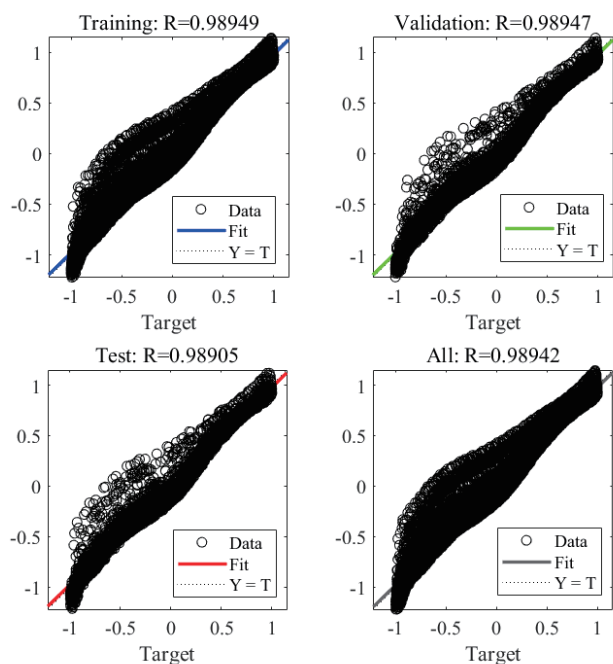 Training: R=0.98949
1
0.5
0
-0.5
-1
Data
Fit
Y = T
-1 -0.5 0 0.5 1
Target
Validation: R=0.98947
1
0.5
0
-0.5
-1
Data
Fit
Y = T
-1 -0.5 0 0.5 1
Target
Test: R=0.98905
1
0.5
0
-0.5
-1
Data
Fit
Y = T
-1 -0.5 0 0.5 1
Target
All: R=0.98942
1
0.5
0
-0.5
-1
Data
Fit
Y = T
-1 -0.5 0 0.5 1
Target